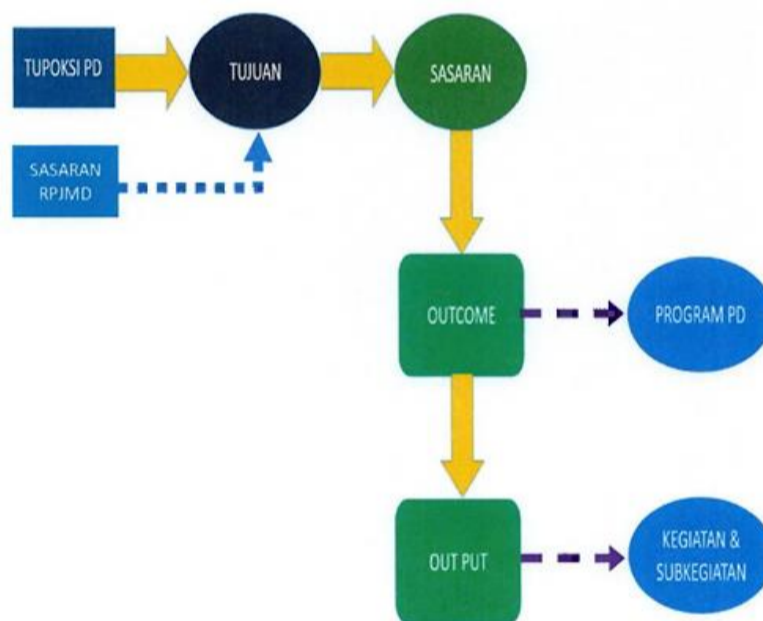 TUPOKSI PD
TUJUAN
SASARAN
SASARAN
RPJMD
OUTCOME
PROGRAM PD
OUT PUT
KEGIATAN &
SUBKEGIATAN